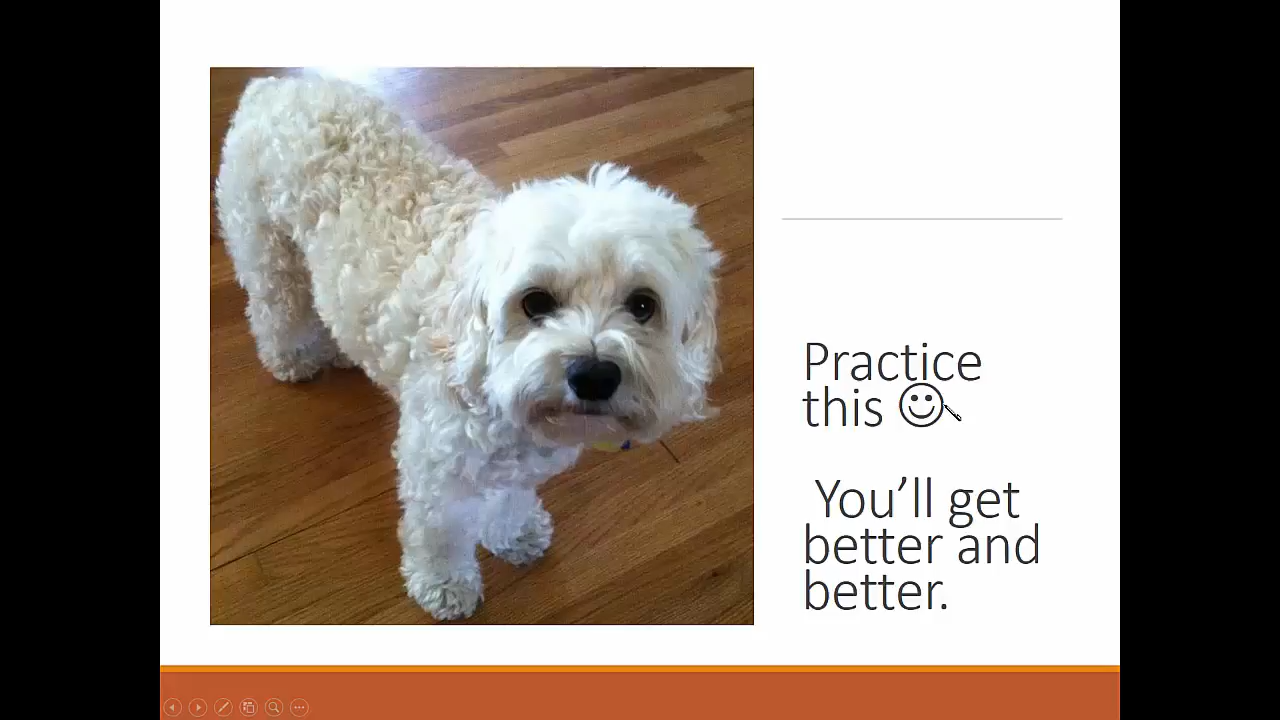 Practice
this ☺
You’ll get
better and
better.